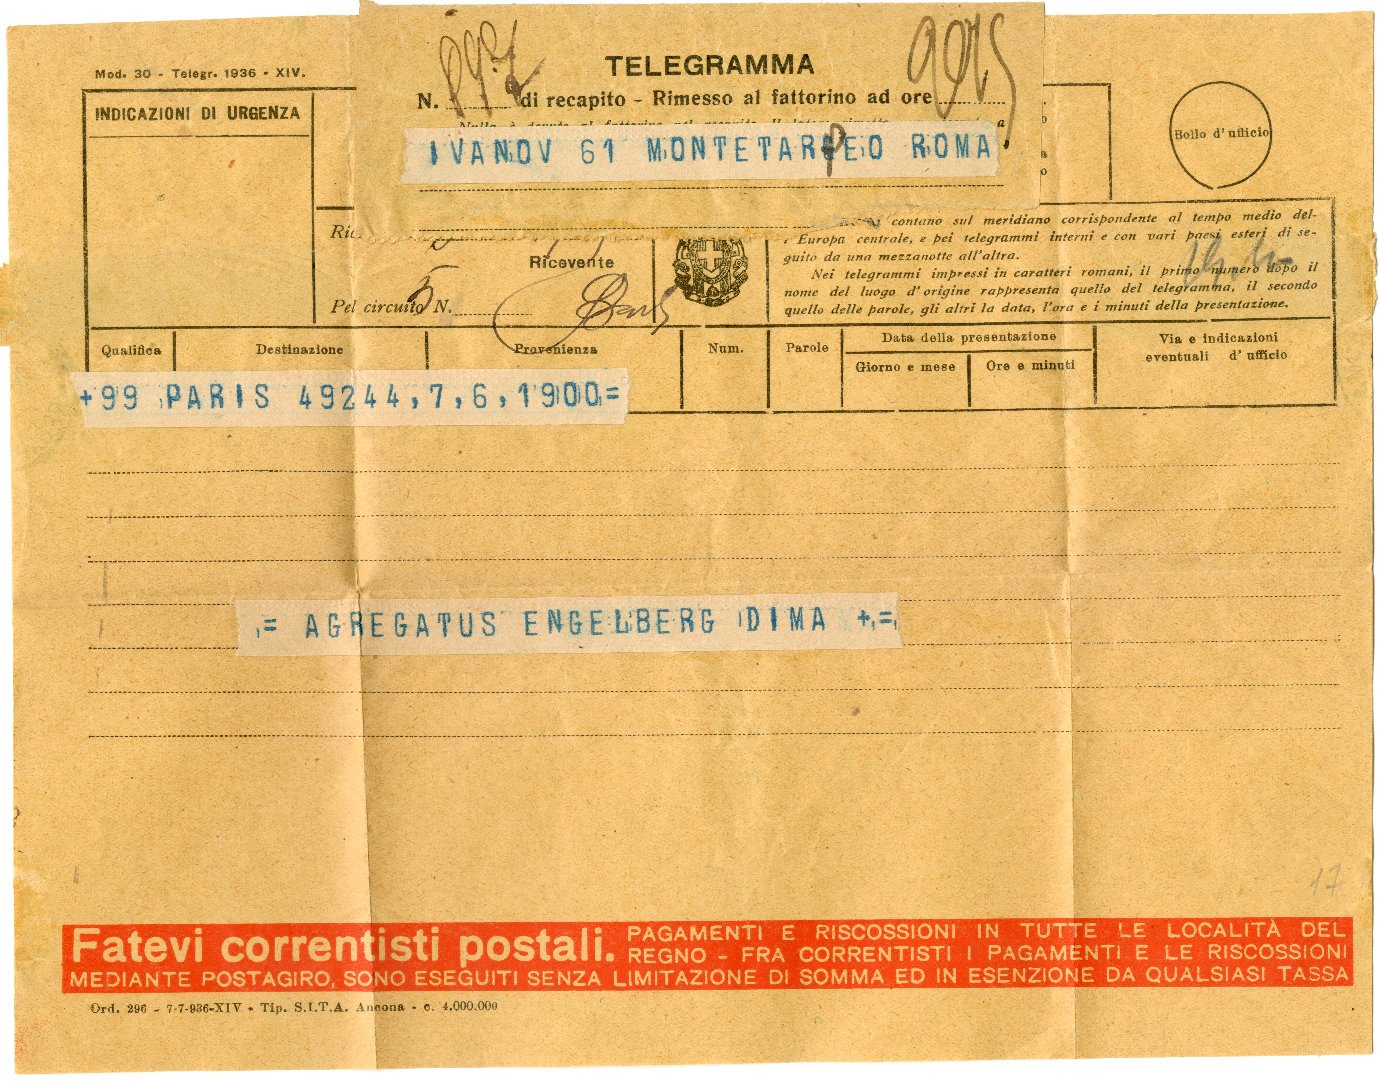 Mod. 30 - Telegr. 1936 - XIV.
INDICAZIONI DI URGENZA
TELEGRAMMA
N. di recapito - Rimesso al fattorino ad ore
IVANOV 61 MONTETARPEO ROMA
Bollo d'ufficio
Ricevente
Pel circuito N.
5
si contano sul meridiano corrispondente al tempo medio del-
l'Europa centrale, e pei telegrammi interni e con vari paesi esteri di se-
guito da una mezzanotte all'altra.
Nei telegrammi impressi in caratteri romani, il primo numero dopo il
nome del luogo d'origine rappresenta quello del telegramma, il secondo
quello delle parole, gli altri la data, l'ora e i minuti della presentazione.
Qualifica Destinazione Provenienza Num. Parole Data della presentazione Via e indicazioni
Giorno e mese Ore e minuti eventuali d'ufficio
+99 PARIS 49244,7,6,1900=
= AGREGATUS ENGELBERG DIMA +=
17
Fatevi correntisti postali. PAGAMENTI E RISCOSSIONI IN TUTTE LE LOCALITÀ DEL
REGNO - FRA CORRENTISTI I PAGAMENTI E LE RISCOSSIONI
MEDIANTE POSTAGIRO, SONO ESEGUITI SENZA LIMITAZIONE DI SOMMA ED IN ESENZIONE DA QUALSIASI TASSA
Ord. 296 - 7-7-936-XIV - Tip. S.I.T.A. Ancona - c. 4.000.000